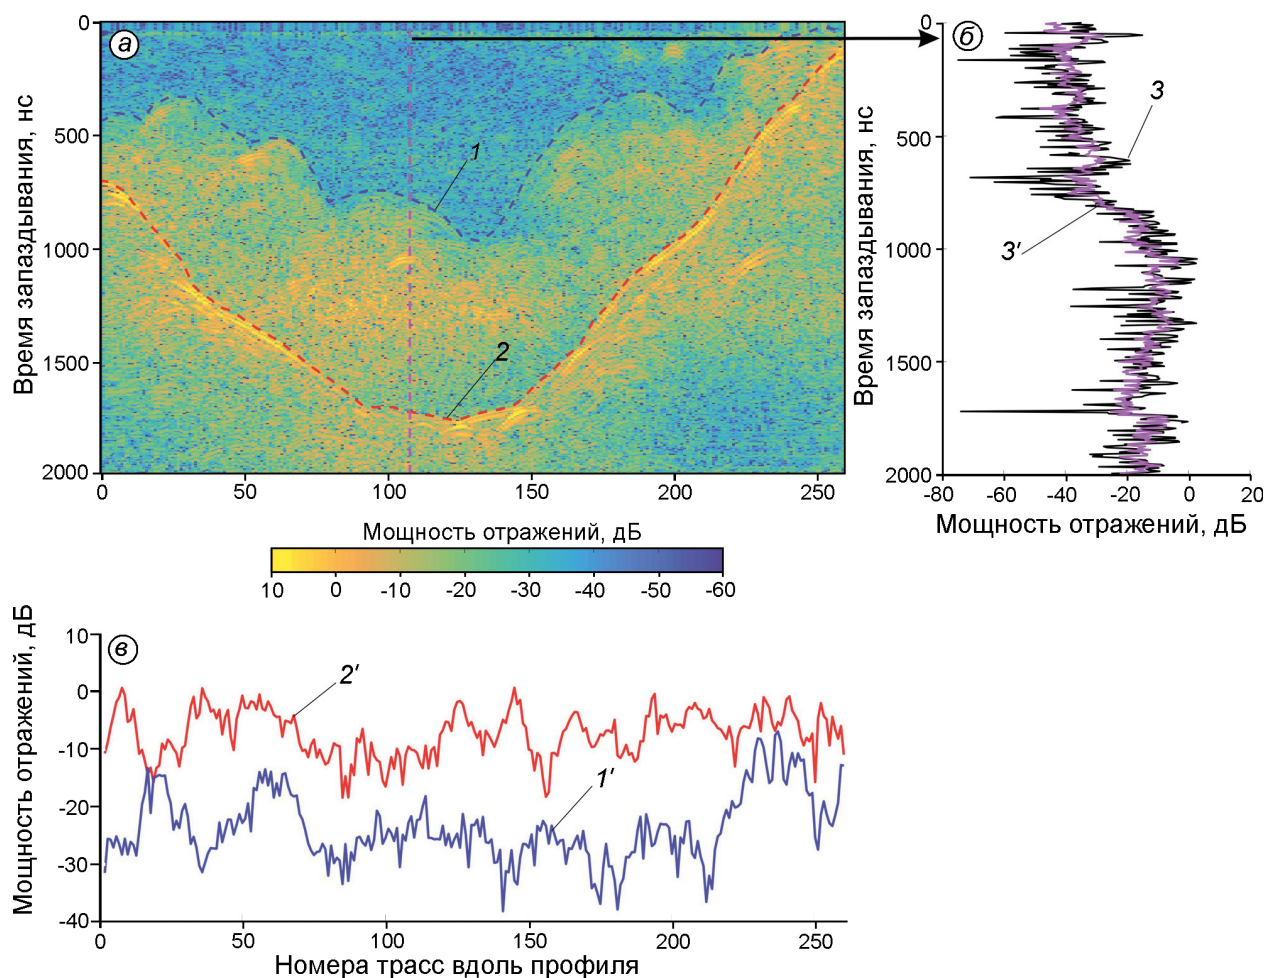 а
Время запаздывания, нс
0
500
1000
1500
2000
1
2
0 50 100 150 200 250
б
Время запаздывания, нс
0
500
1000
1500
2000
3
3'
-80 -60 -40 -20 0 20
Мощность отражений, дБ
Мощность отражений, дБ
10 0 -10 -20 -30 -40 -50 -60
в
Мощность отражений, дБ
10
0
-10
-20
-30
-40
2'
1'
0 50 100 150 200 250
Номера трасс вдоль профиля